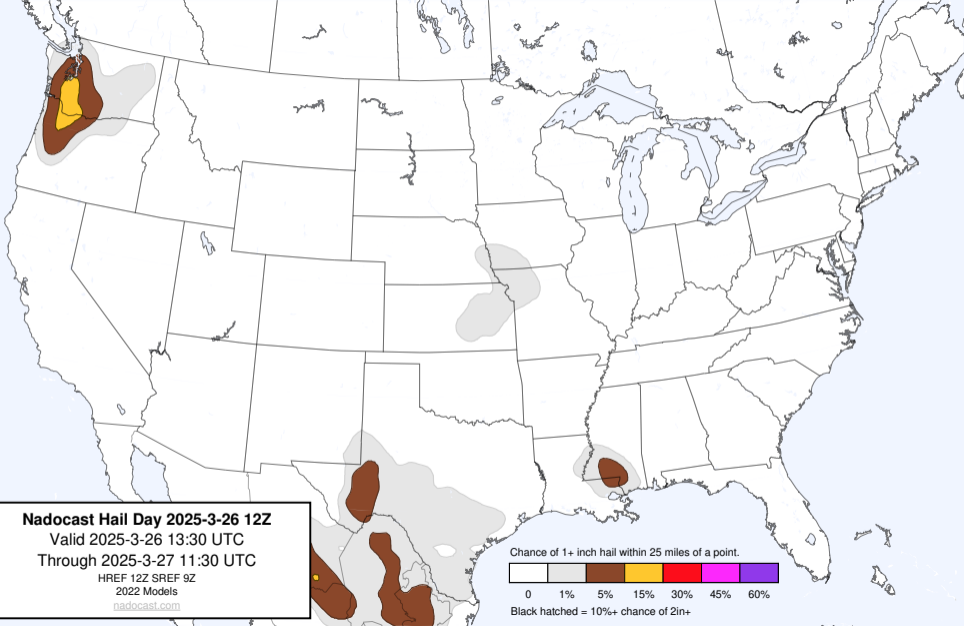 Nadocast Hail Day 2025-3-26 12Z
Valid 2025-3-26 13:30 UTC
Through 2025-3-27 11:30 UTC
HREF 12Z SREF 9Z
2022 Models
nadocast.com
Chance of 1+ inch hail within 25 miles of a point.
0 1% 5% 15% 30% 45% 60%
Black hatched = 10%+ chance of 2in+